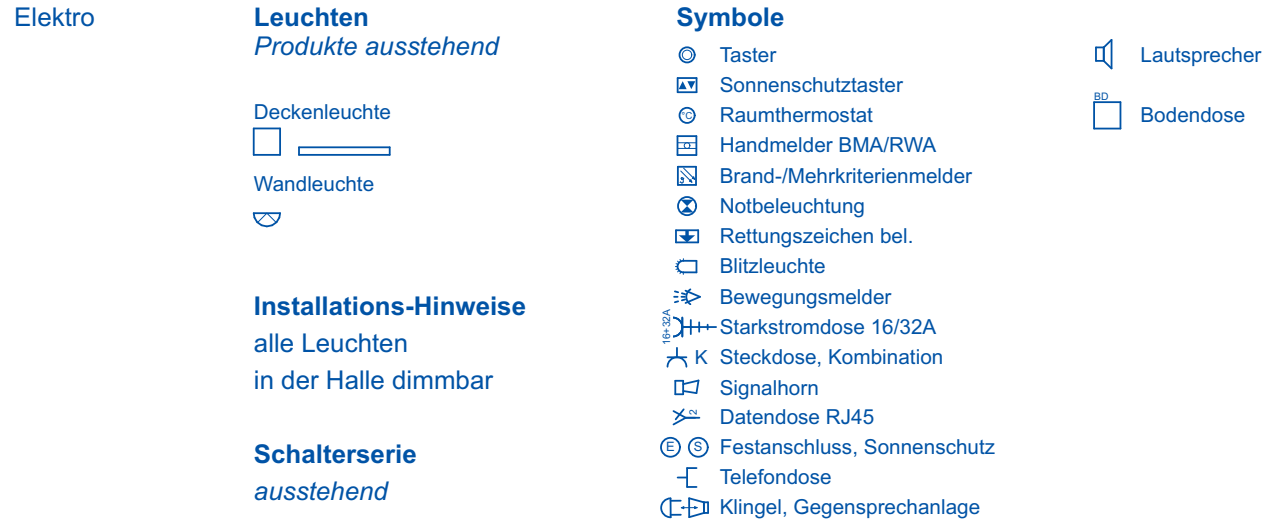 Elektro
Leuchten
Produkte ausstehend
Deckenleuchte
Wandleuchte
Installations-Hinweise
alle Leuchten
in der Halle dimmbar
Schalterserie
ausstehend
Symbole
Taster
Sonnenschutztaster
°C Raumthermostat
Handmelder BMA/RWA
Brand-/Mehrkriterienmelder
Notbeleuchtung
Rettungszeichen bel.
Blitzleuchte
Bewegungsmelder
16+32A Starkstromdose 16/32A
K Steckdose, Kombination
Signalhorn
2 Datendose RJ45
E S Festanschluss, Sonnenschutz
Telefondose
Klingel, Gegensprechanlage
Lautsprecher
BD
Bodendose